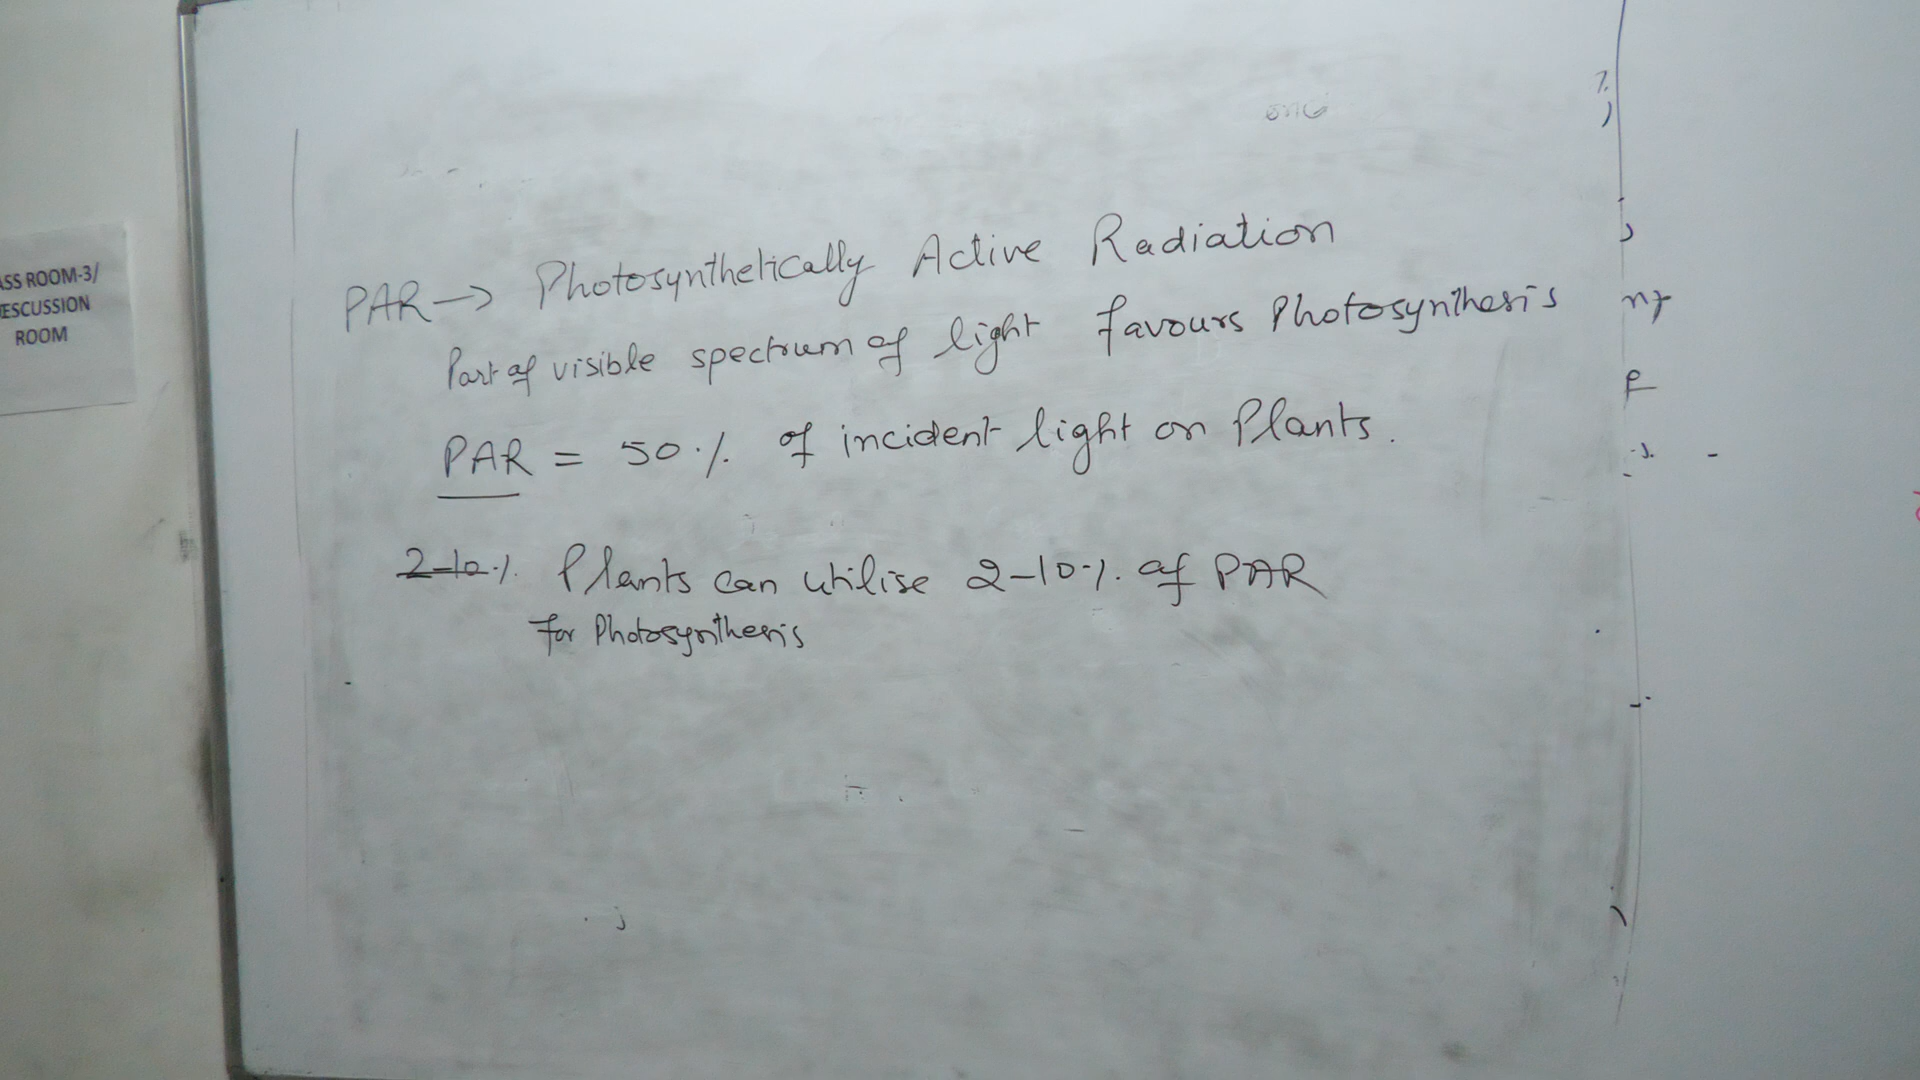 ASS ROOM-3/
ESCUSSION
ROOM
PAR → Photosynthetically Active Radiation
Part of visible spectrum of light favours Photosynthesis
PAR = 50% of incident light on Plants.
2-10% Plants can utilise 2-10% of PAR
for Photosynthesis